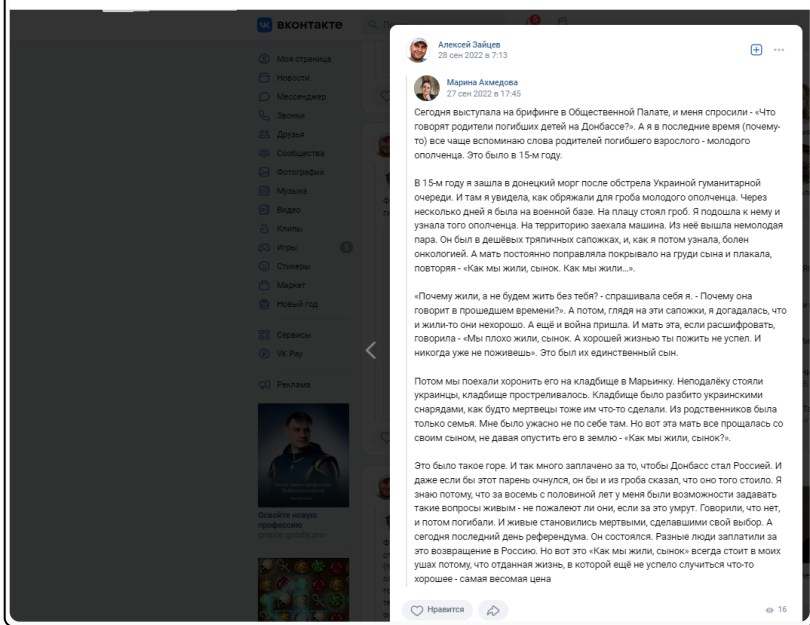 вконтакте
Моя страница
Новости
Мессенджер
Звонки
Друзья
Сообщества
Фотографии
Музыка
Видео
Клипы
Игры
Стикеры
Маркет
Новый год
Сервисы
VK Pay
Реклама
Освойте новую
профессию
Алексей Зайцев
28 сен 2022 в 7:13
Марина Ахмедова
27 сен 2022 в 17:45
Сегодня выступала на брифинге в Общественной Палате, и меня спросили - «Что
говорят родители погибших детей на Донбассе?». А я в последние время (почему-
то) все чаще вспоминаю слова родителей погибшего взрослого - молодого
ополченца. Это было в 15-м году.
В 15-м году я зашла в донецкий морг после обстрела Украиной гуманитарной
очереди. И там я увидела, как обряжали для гроба молодого ополченца. Через
несколько дней я была на военной базе. На плацу стоял гроб. Я подошла к нему и
узнала того ополченца. На территорию заехала машина. Из неё вышла немолодая
пара. Он был в дешёвых тряпичных сапожках, и, как я потом узнала, болен
онкологией. А мать постоянно поправляла покрывало на груди сына и плакала,
повторяя - «Как мы жили, сынок. Как мы жили...».
«Почему жили, а не будем жить без тебя? - спрашивала себя я. - Почему она
говорит в прошедшем времени?». А потом, глядя на эти сапожки, я догадалась, что
и жили-то они нехорошо. А ещё и война пришла. И мать эта, если расшифровать,
говорила - «Мы плохо жили, сынок. А хорошей жизнью ты пожить не успел. И
никогда уже не поживешь». Это был их единственный сын.
Потом мы поехали хоронить его на кладбище в Марьинку. Неподалёку стояли
украинцы, кладбище простреливалось. Кладбище было разбито украинскими
снарядами, как будто мертвецы тоже им что-то сделали. Из родственников была
только семья. Мне было ужасно не по себе там. Но вот эта мать все прощалась со
своим сыном, не давая опустить его в землю - «Как мы жили, сынок?».
Это было такое горе. И так много заплачено за то, чтобы Донбасс стал Россией. И
даже если бы этот парень очнулся, он бы и из гроба сказал, что оно того стоило. Я
знаю потому, что за восемь с половиной лет у меня были возможности задавать
такие вопросы живым - не пожалеют ли они, если за это умрут. Говорили, что нет,
и потом погибали. И живые становились мертвыми, сделавшими свой выбор. А
сегодня последний день референдума. Он состоялся. Разные люди заплатили за
это возвращение в Россию. Но вот это «Как мы жили, сынок» всегда стоит в моих
ушах потому, что отданная жизнь, в которой ещё не успело случиться что-то
хорошее - самая весомая цена
Нравится
16